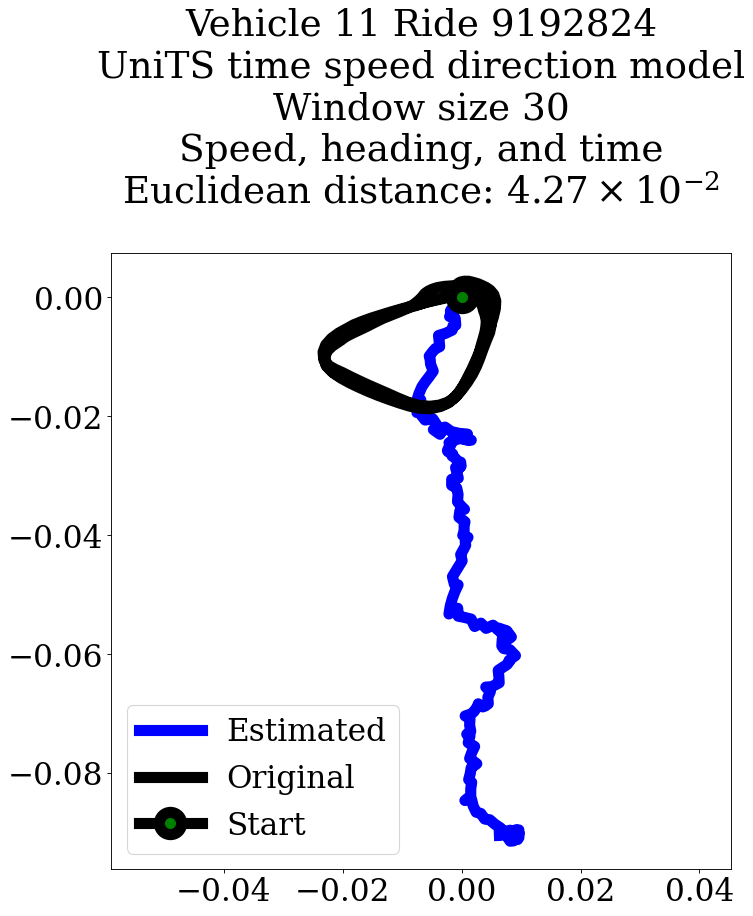 Vehicle 11 Ride 9192824
UniTS time speed direction model
Window size 30
Speed, heading, and time
Euclidean distance: 4.27 × 10⁻²
0.00
−0.02
−0.04
−0.06
−0.08
Estimated
Original
Start
−0.04 −0.02 0.00 0.02 0.04